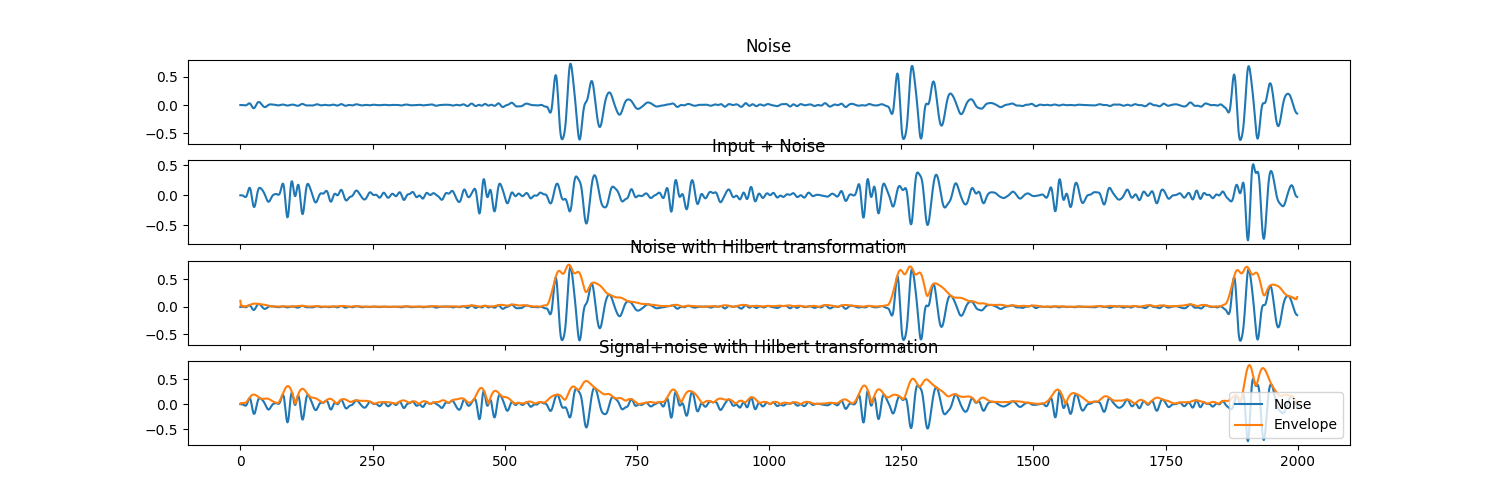 Noise
0.5
0.0
−0.5
Input + Noise
0.5
0.0
−0.5
Noise with Hilbert transformation
0.5
0.0
−0.5
Signal+noise with Hilbert transformation
0.5
0.0
−0.5
Noise
Envelope
0 250 500 750 1000 1250 1500 1750 2000